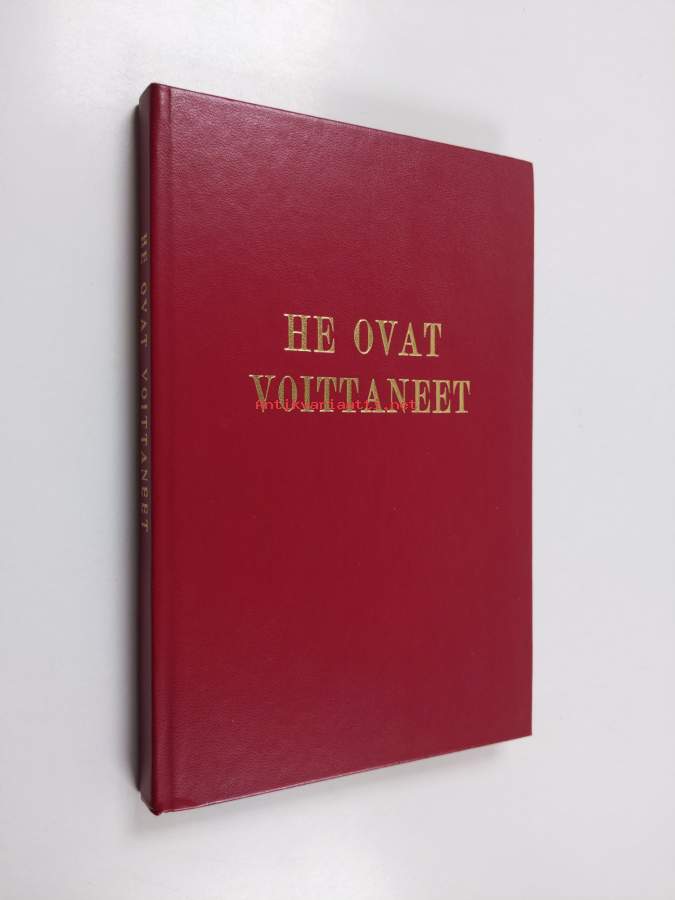 HE OVAT VOITTANEET
HE OVAT
VOITTANEET
antikvariaatti.net